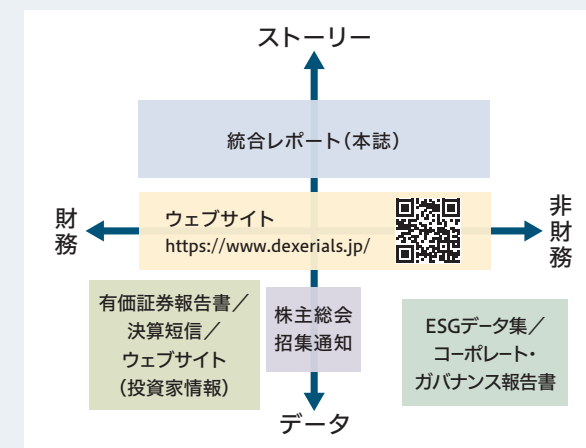 ストーリー
統合レポート（本誌）
財務
ウェブサイト
https://www.dexerials.jp/
非財務
有価証券報告書／
決算短信／
ウェブサイト
（投資家情報）
株主総会
招集通知
ESGデータ集／
コーポレート・
ガバナンス報告書
データ